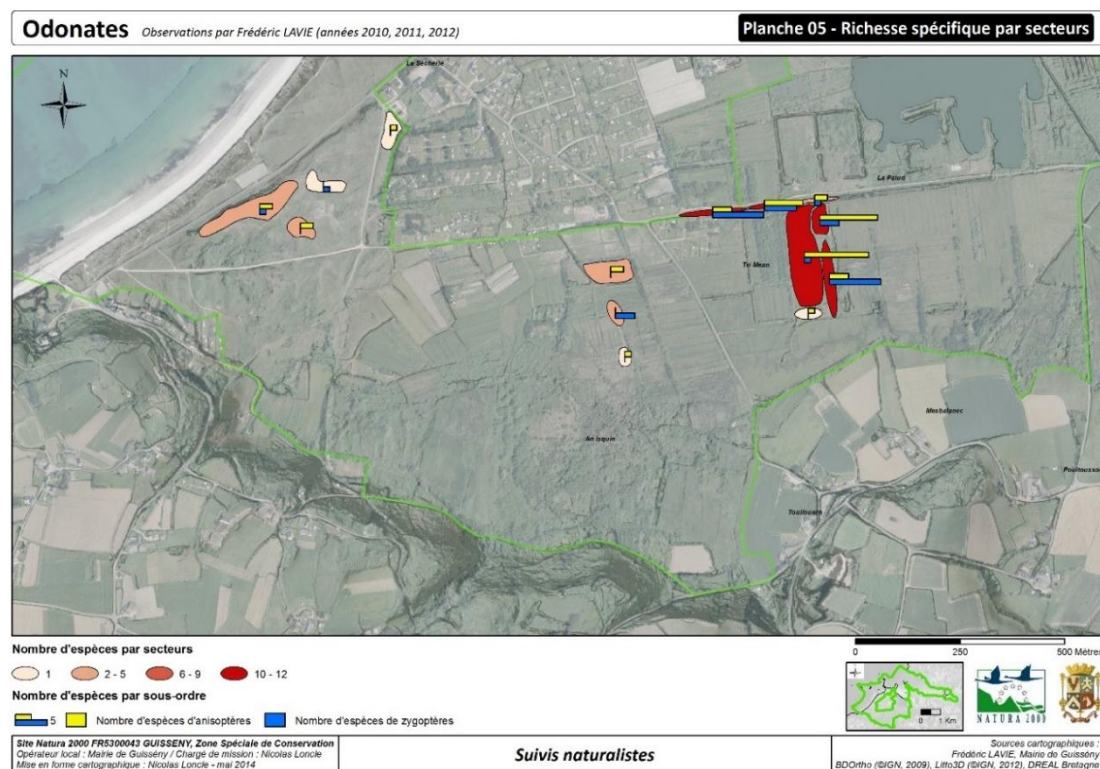 Odonates Observations par Frédéric LAVIE (années 2010, 2011, 2012)
Planche 05 - Richesse spécifique par secteurs
N
La Sécherie
Le Palud
Ty Mean
An Isquin
Toullouarn
0 250 500 Mètres
Nombre d'espèces par secteurs
1 2 - 5 6 - 9 10 - 12
Nombre d'espèces par sous-ordre
5 Nombre d'espèces d'anisoptères Nombre d'espèces de zygoptères
0 1 Km
NATURA 2000
Site Natura 2000 FR5300043 GUISSENY, Zone Spéciale de Conservation
Opérateur local : Mairie de Guissény / Chargé de mission : Nicolas Loncle
Mise en forme cartographique : Nicolas Loncle - mai 2014
Suivis naturalistes
Sources cartographiques :
Frédéric LAVIE, Mairie de Guissény
BDOrtho (©IGN, 2009), Litto3D (©IGN, 2012), DREAL Bretagne